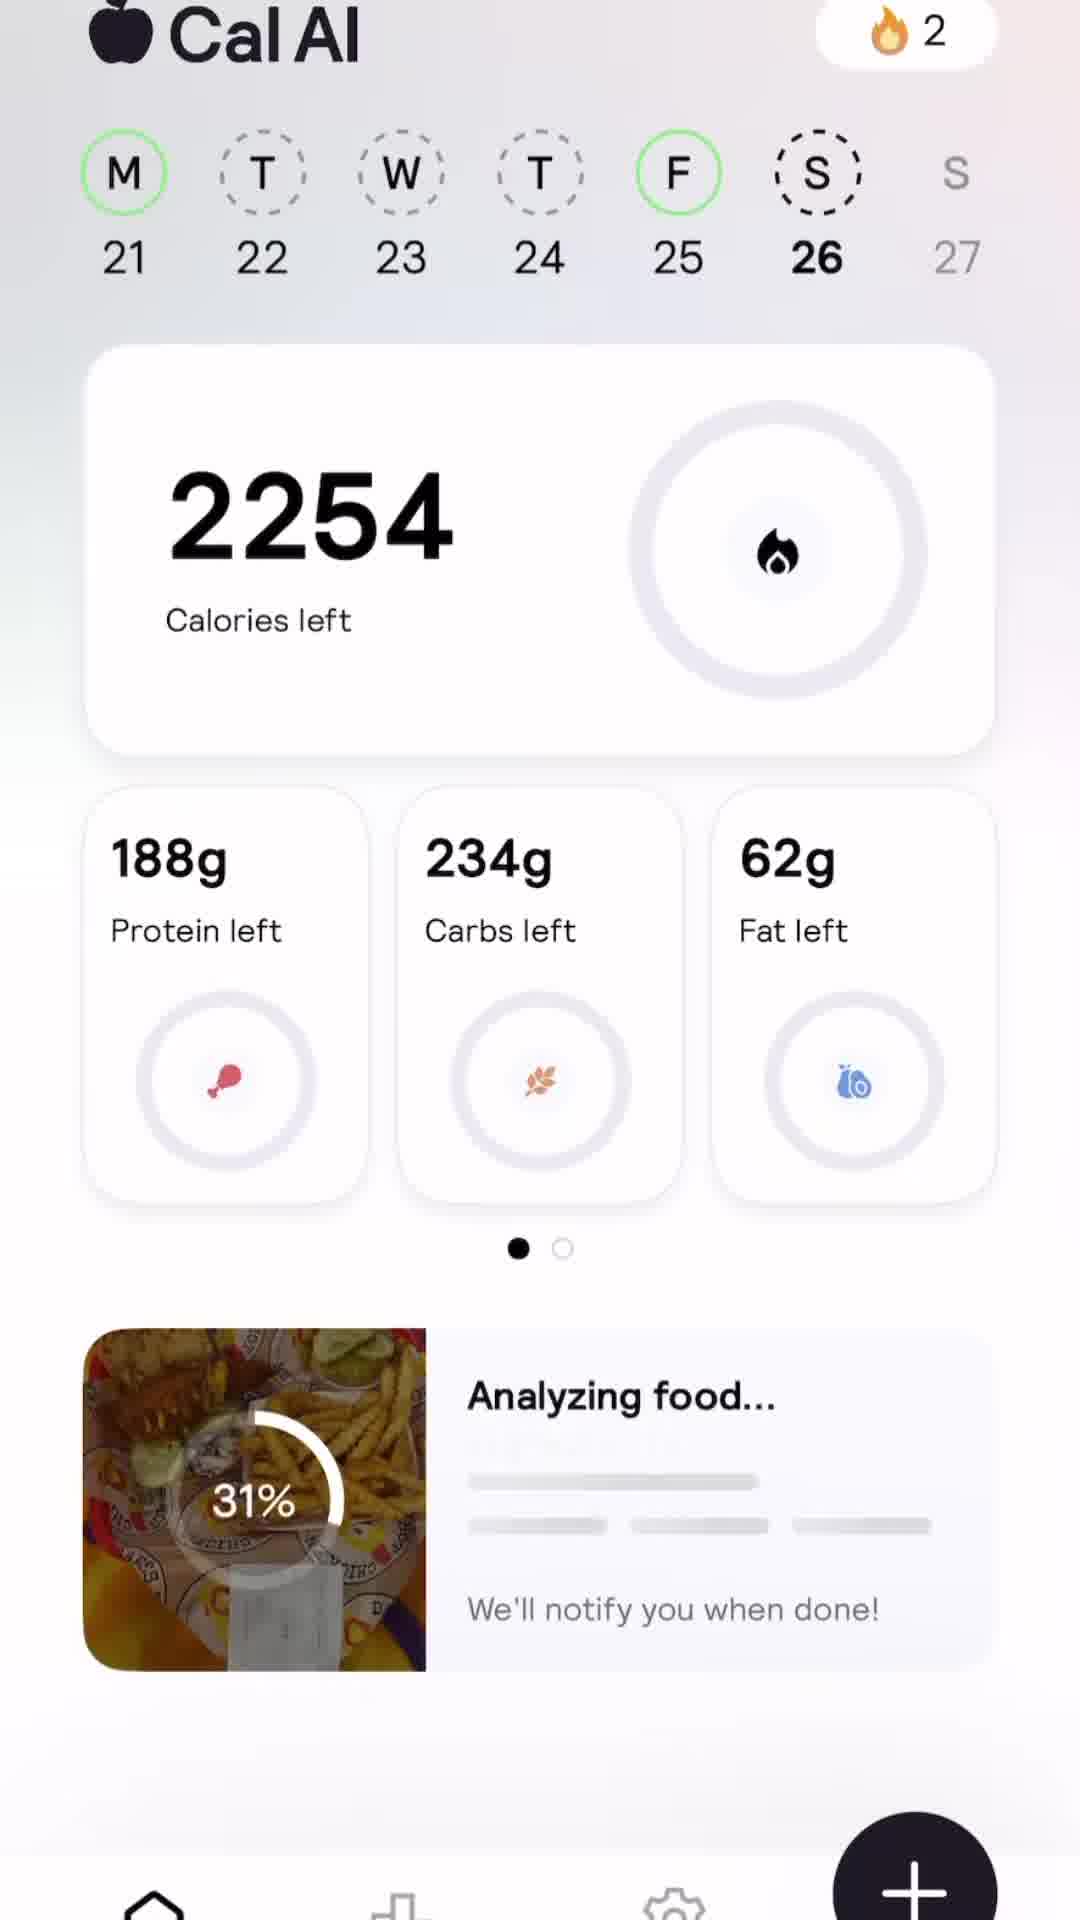 Cal AI
2
M T W T F S S
21 22 23 24 25 26 27
2254
Calories left
188g
Protein left
234g
Carbs left
62g
Fat left
31%
Analyzing food...
We'll notify you when done!